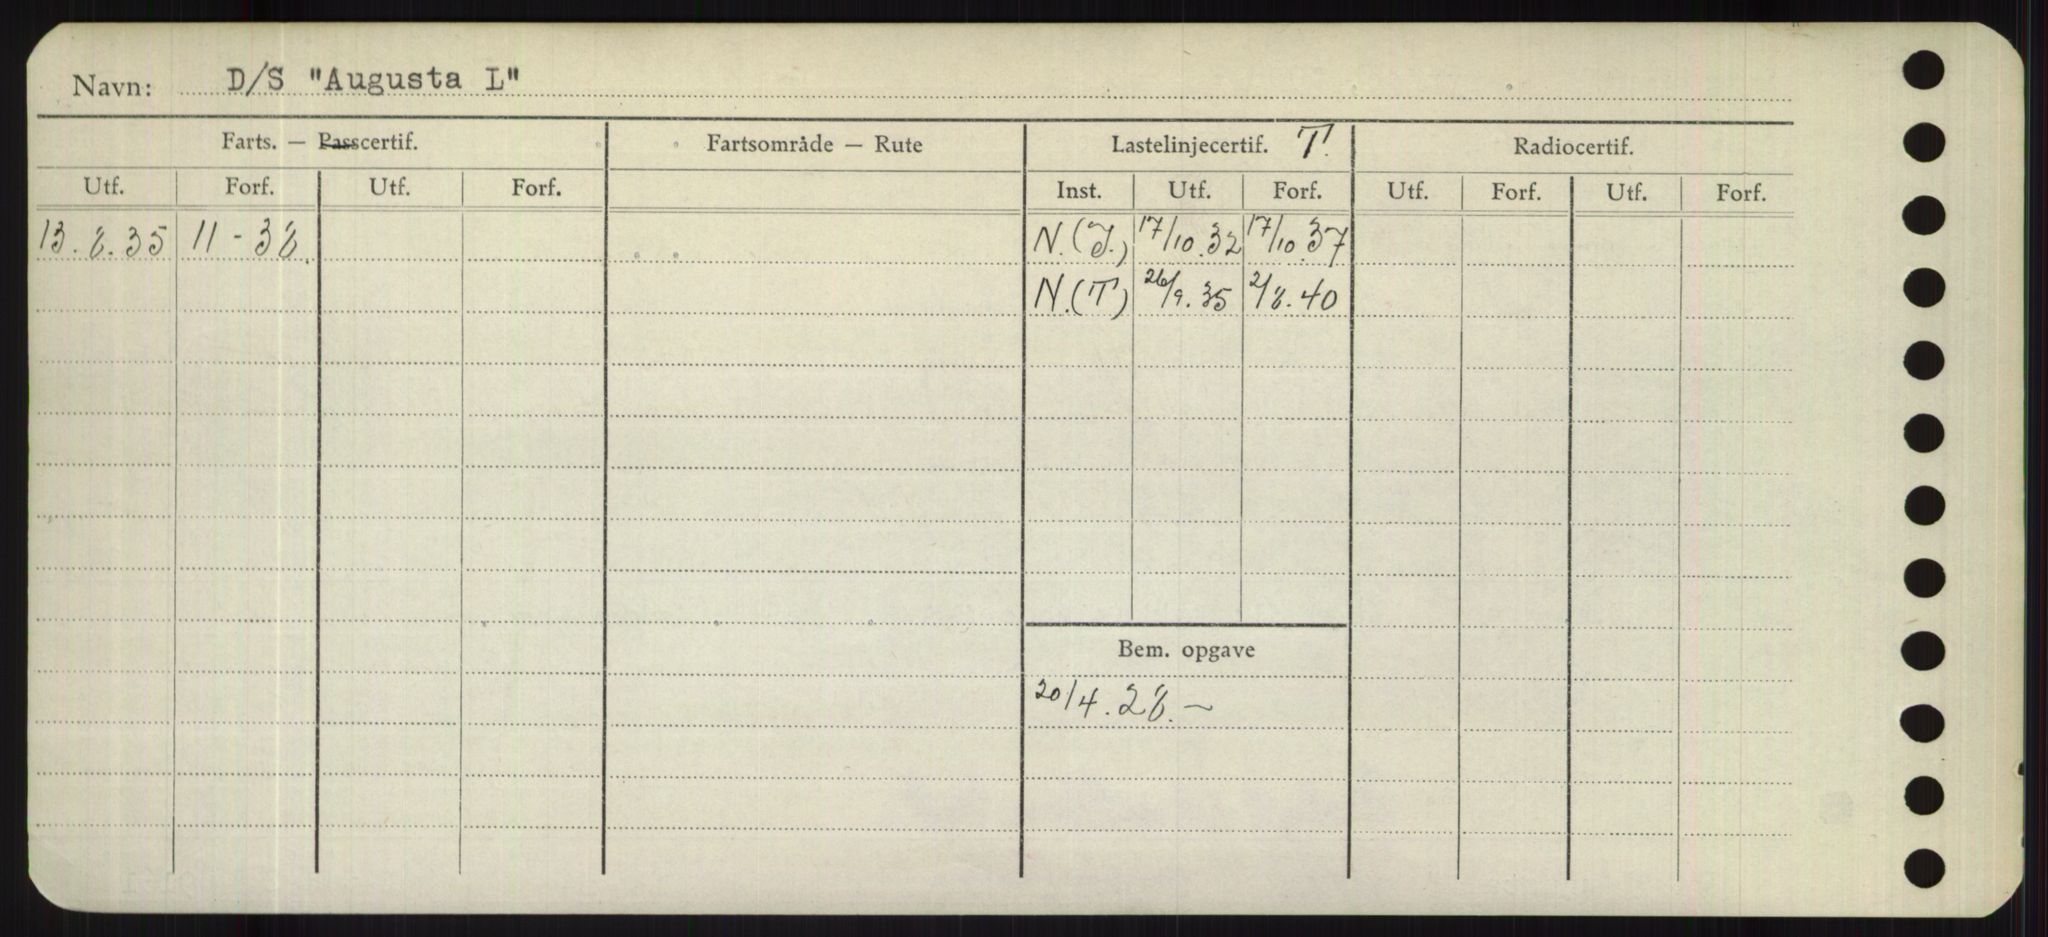 Navn: D/S "Augusta L"
Farts. — Passcertif. Fartsområde — Rute Lastelinjecertif. T. Radiocertif.
Utf. Forf. Utf. Forf. Inst. Utf. Forf. Utf. Forf. Utf. Forf.
13.8.35 11-38. N.(I.) 17/10.32 17/10.37
N.(T) 26/9.35 2/8.40
Bem. opgave
20/4.28.~